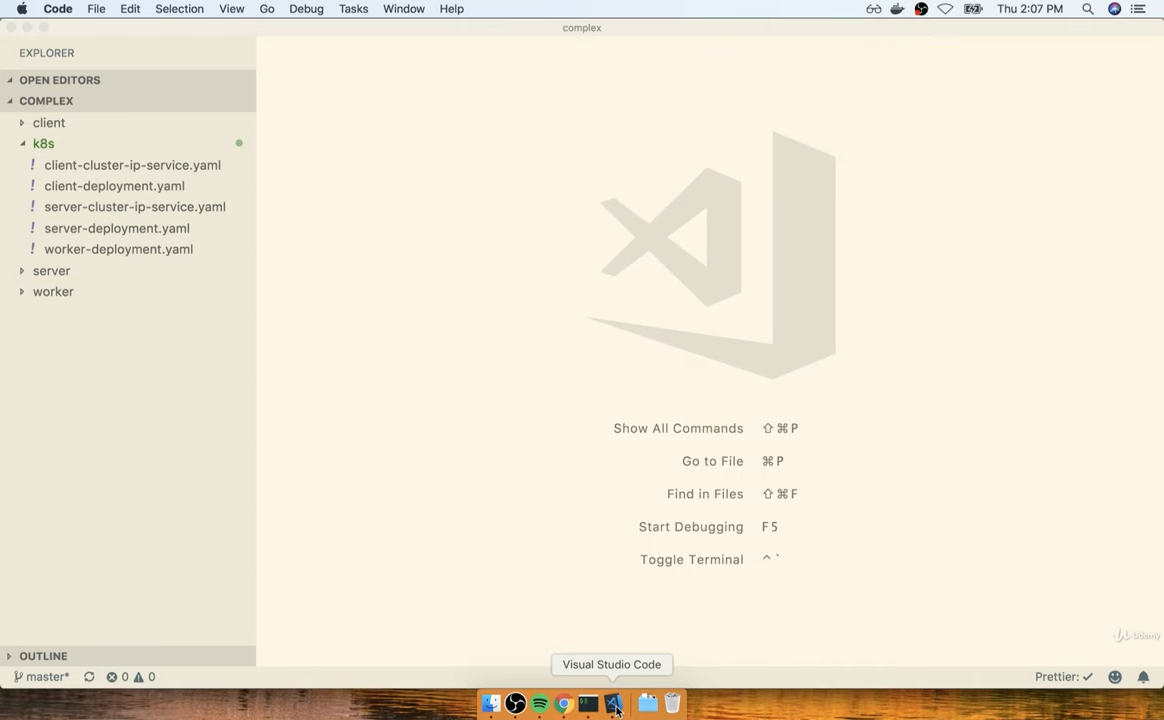 Code File Edit Selection View Go Debug Tasks Window Help Thu 2:07 PM
complex
EXPLORER
OPEN EDITORS
COMPLEX
client
k8s
client-cluster-ip-service.yaml
client-deployment.yaml
server-cluster-ip-service.yaml
server-deployment.yaml
worker-deployment.yaml
server
worker
Show All Commands ⇧⌘P
Go to File ⌘P
Find in Files ⇧⌘F
Start Debugging F5
Toggle Terminal ^`
Udemy
OUTLINE
Visual Studio Code
master* 0 0 Prettier: ✓